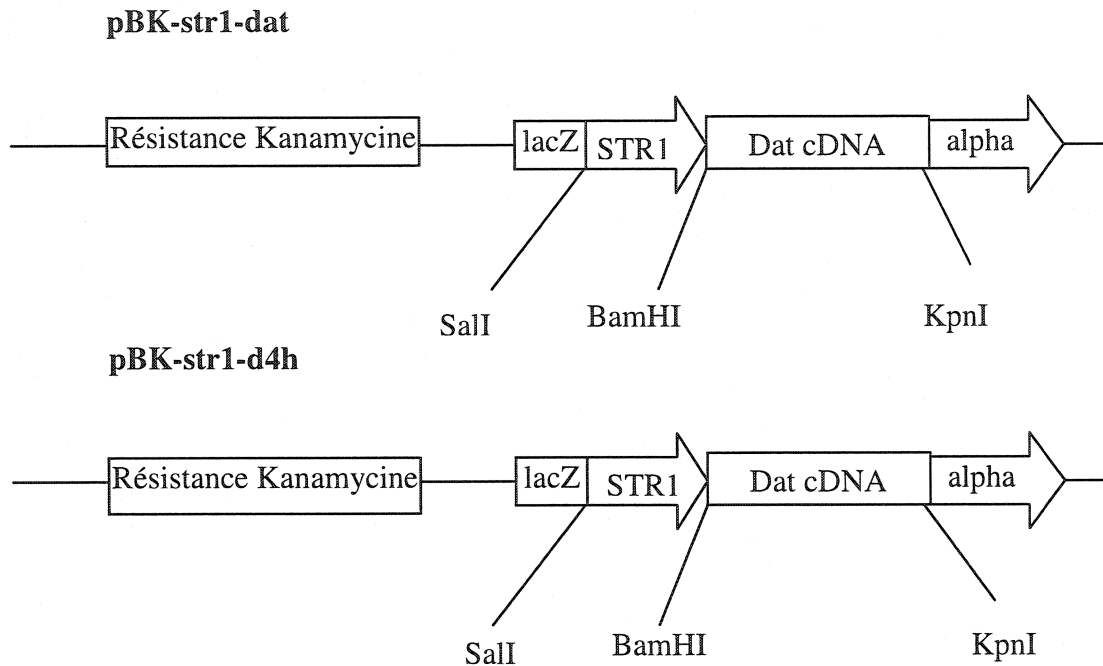 pBK-str1-dat
Résistance Kanamycine lacZ STR1 Dat cDNA alpha
SalI BamHI KpnI
pBK-str1-d4h
Résistance Kanamycine lacZ STR1 Dat cDNA alpha
SalI BamHI KpnI